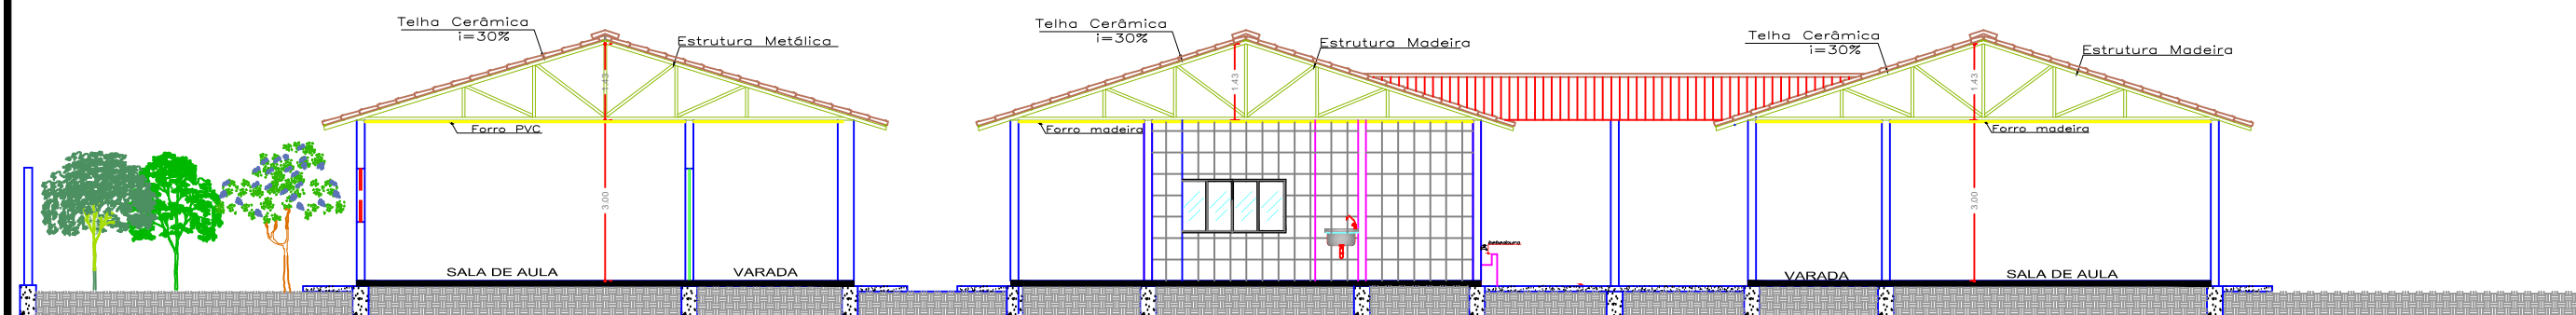 Telha Cerâmica
i=30%
Estrutura Metálica
1.43
Forro PVC
3.00
SALA DE AULA
VARADA
Telha Cerâmica
i=30%
Estrutura Madeira
1.43
Forro madeira
bebedouro
Telha Cerâmica
i=30%
Estrutura Madeira
1.43
Forro madeira
3.00
VARADA
SALA DE AULA